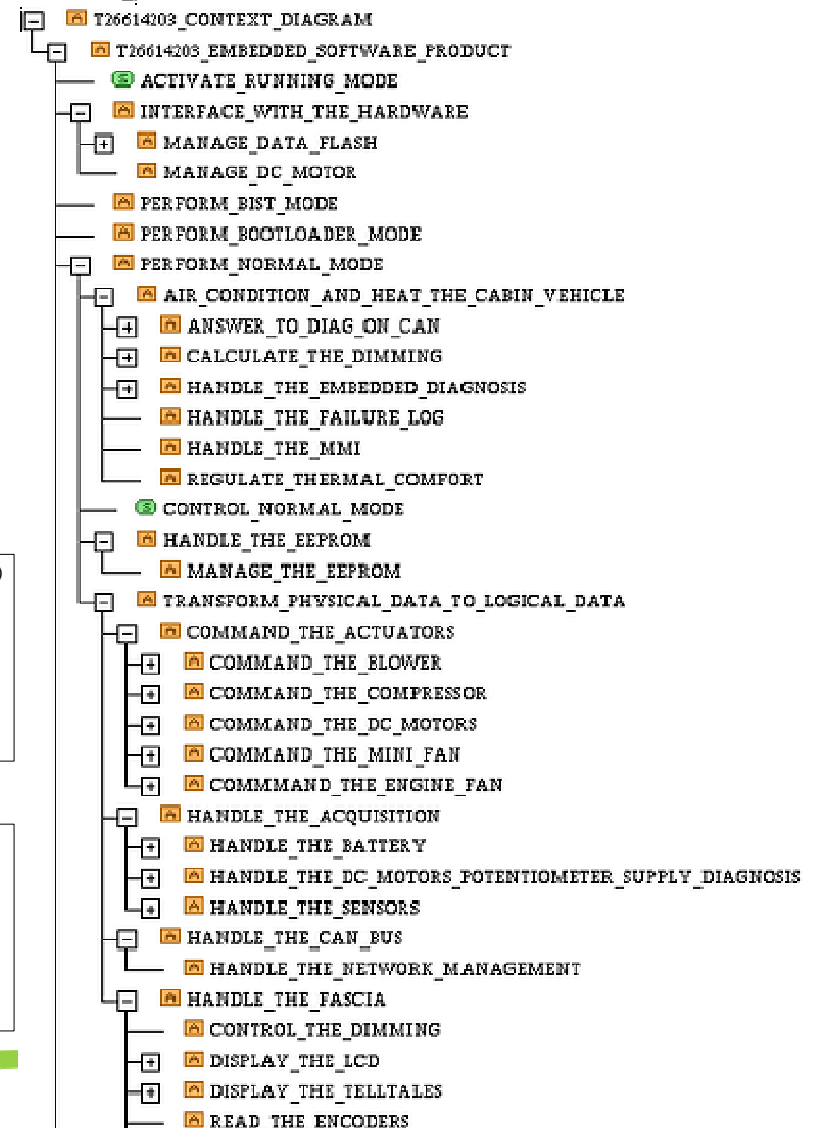 T26614203_CONTEXT_DIAGRAM
T26614203_EMBEDDED_SOFTWARE_PRODUCT
ACTIVATE_RUNNING_MODE
INTERFACE_WITH_THE_HARDWARE
MANAGE_DATA_FLASH
MANAGE_DC_MOTOR
PERFORM_BIST_MODE
PERFORM_BOOTLOADER_MODE
PERFORM_NORMAL_MODE
AIR_CONDITION_AND_HEAT_THE_CABIN_VEHICLE
ANSWER_TO_DIAG_ON_CAN
CALCULATE_THE_DIMMING
HANDLE_THE_EMBEDDED_DIAGNOSIS
HANDLE_THE_FAILURE_LOG
HANDLE_THE_MMI
REGULATE_THERMAL_COMFORT
CONTROL_NORMAL_MODE
HANDLE_THE_EEPROM
MANAGE_THE_EEPROM
TRANSFORM_PHYSICAL_DATA_TO_LOGICAL_DATA
COMMAND_THE_ACTUATORS
COMMAND_THE_BLOWER
COMMAND_THE_COMPRESSOR
COMMAND_THE_DC_MOTORS
COMMAND_THE_MINI_FAN
COMMMAND_THE_ENGINE_FAN
HANDLE_THE_ACQUISITION
HANDLE_THE_BATTERY
HANDLE_THE_DC_MOTORS_POTENTIOMETER_SUPPLY_DIAGNOSIS
HANDLE_THE_SENSORS
HANDLE_THE_CAN_BUS
HANDLE_THE_NETWORK_MANAGEMENT
HANDLE_THE_FASCIA
CONTROL_THE_DIMMING
DISPLAY_THE_LCD
DISPLAY_THE_TELLTALES
READ_THE_ENCODERS